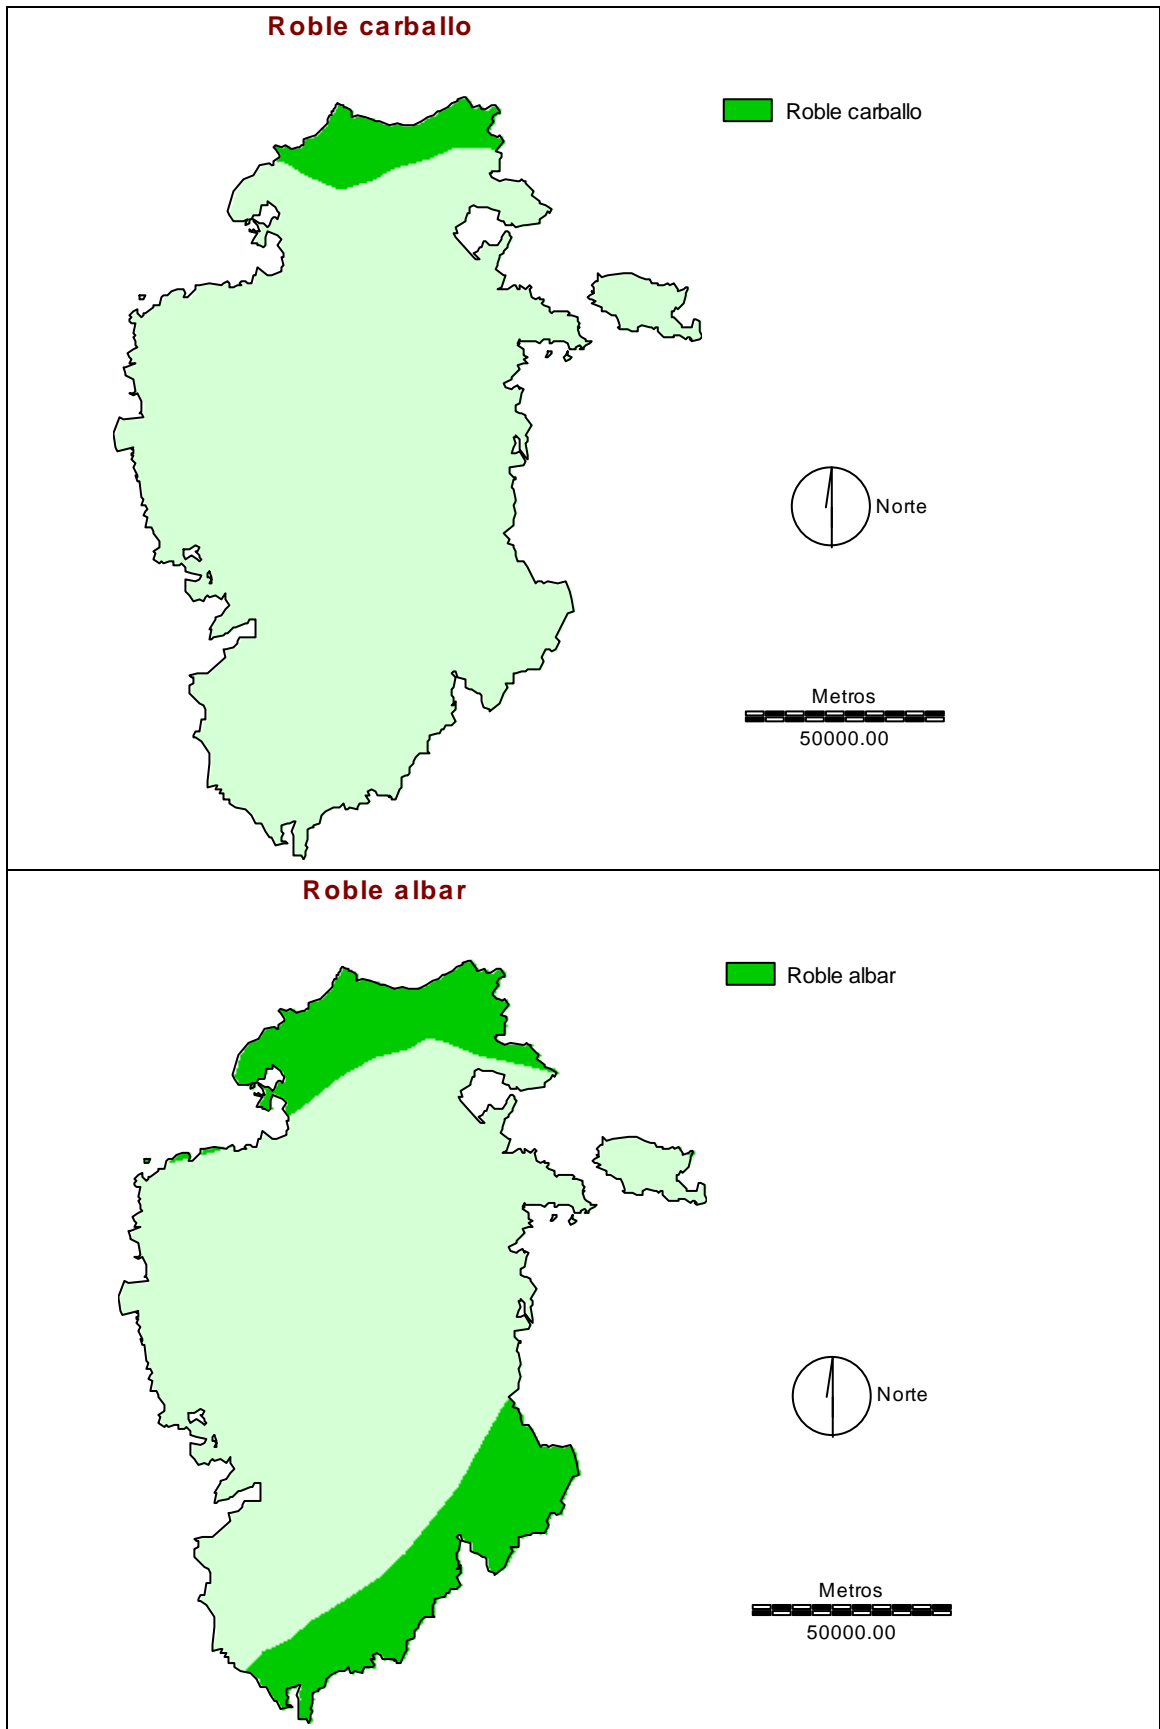 Roble carballo
Roble carballo
Norte
Metros
50000.00
Roble albar
Roble albar
Norte
Metros
50000.00